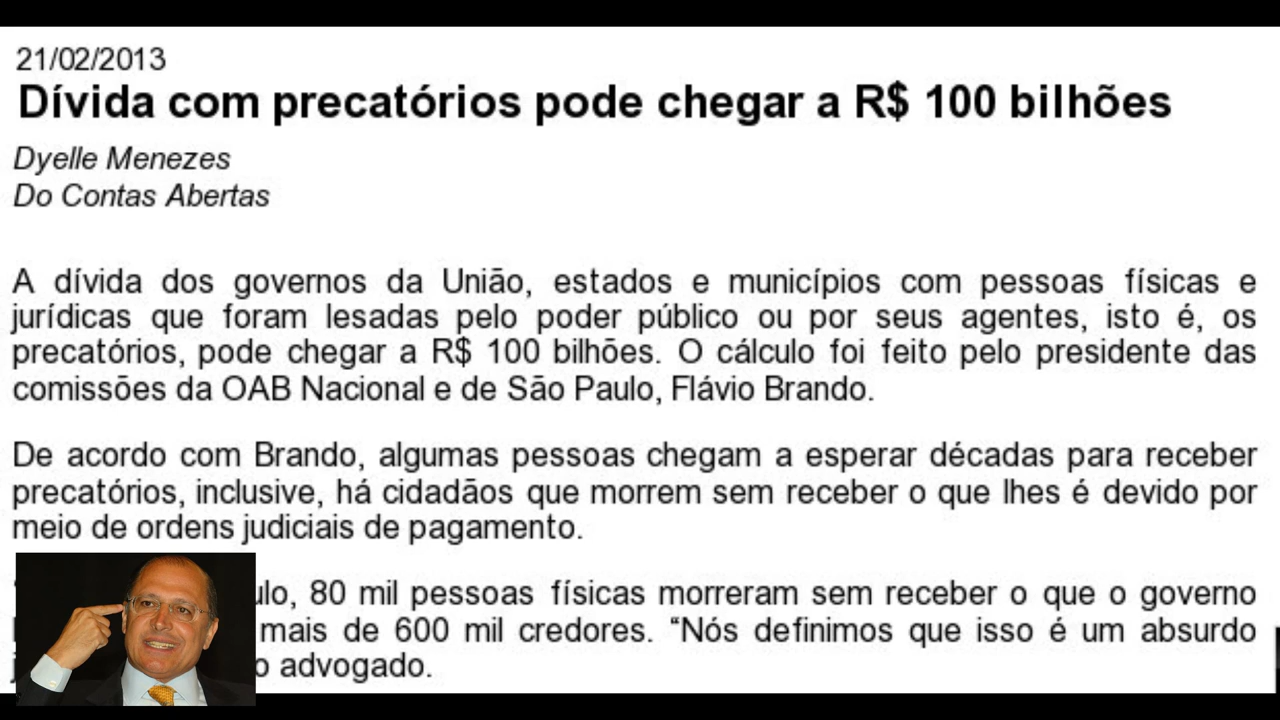 21/02/2013
Dívida com precatórios pode chegar a R$ 100 bilhões
Dyelle Menezes
Do Contas Abertas
A dívida dos governos da União, estados e municípios com pessoas físicas e
jurídicas que foram lesadas pelo poder público ou por seus agentes, isto é, os
precatórios, pode chegar a R$ 100 bilhões. O cálculo foi feito pelo presidente das
comissões da OAB Nacional e de São Paulo, Flávio Brando.
De acordo com Brando, algumas pessoas chegam a esperar décadas para receber
precatórios, inclusive, há cidadãos que morrem sem receber o que lhes é devido por
meio de ordens judiciais de pagamento.
ulo, 80 mil pessoas físicas morreram sem receber o que o governo
mais de 600 mil credores. “Nós definimos que isso é um absurdo
o advogado.